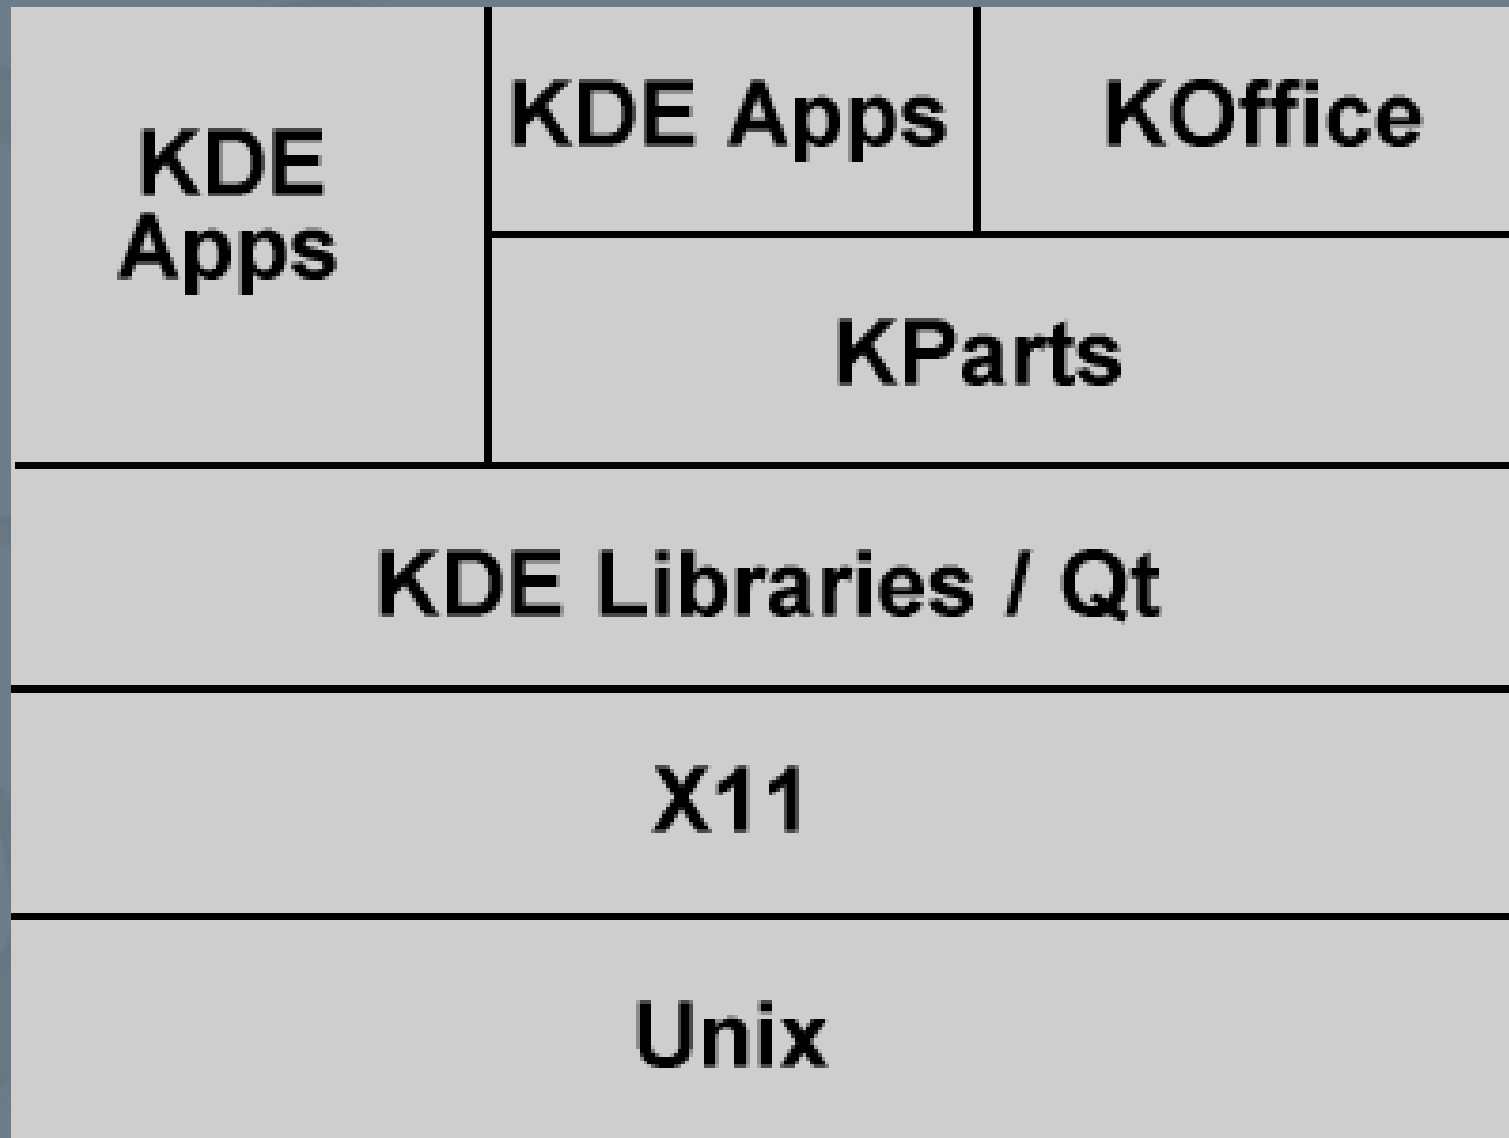 KDE
Apps
KDE Apps
KOffice
KParts
KDE Libraries / Qt
X11
Unix